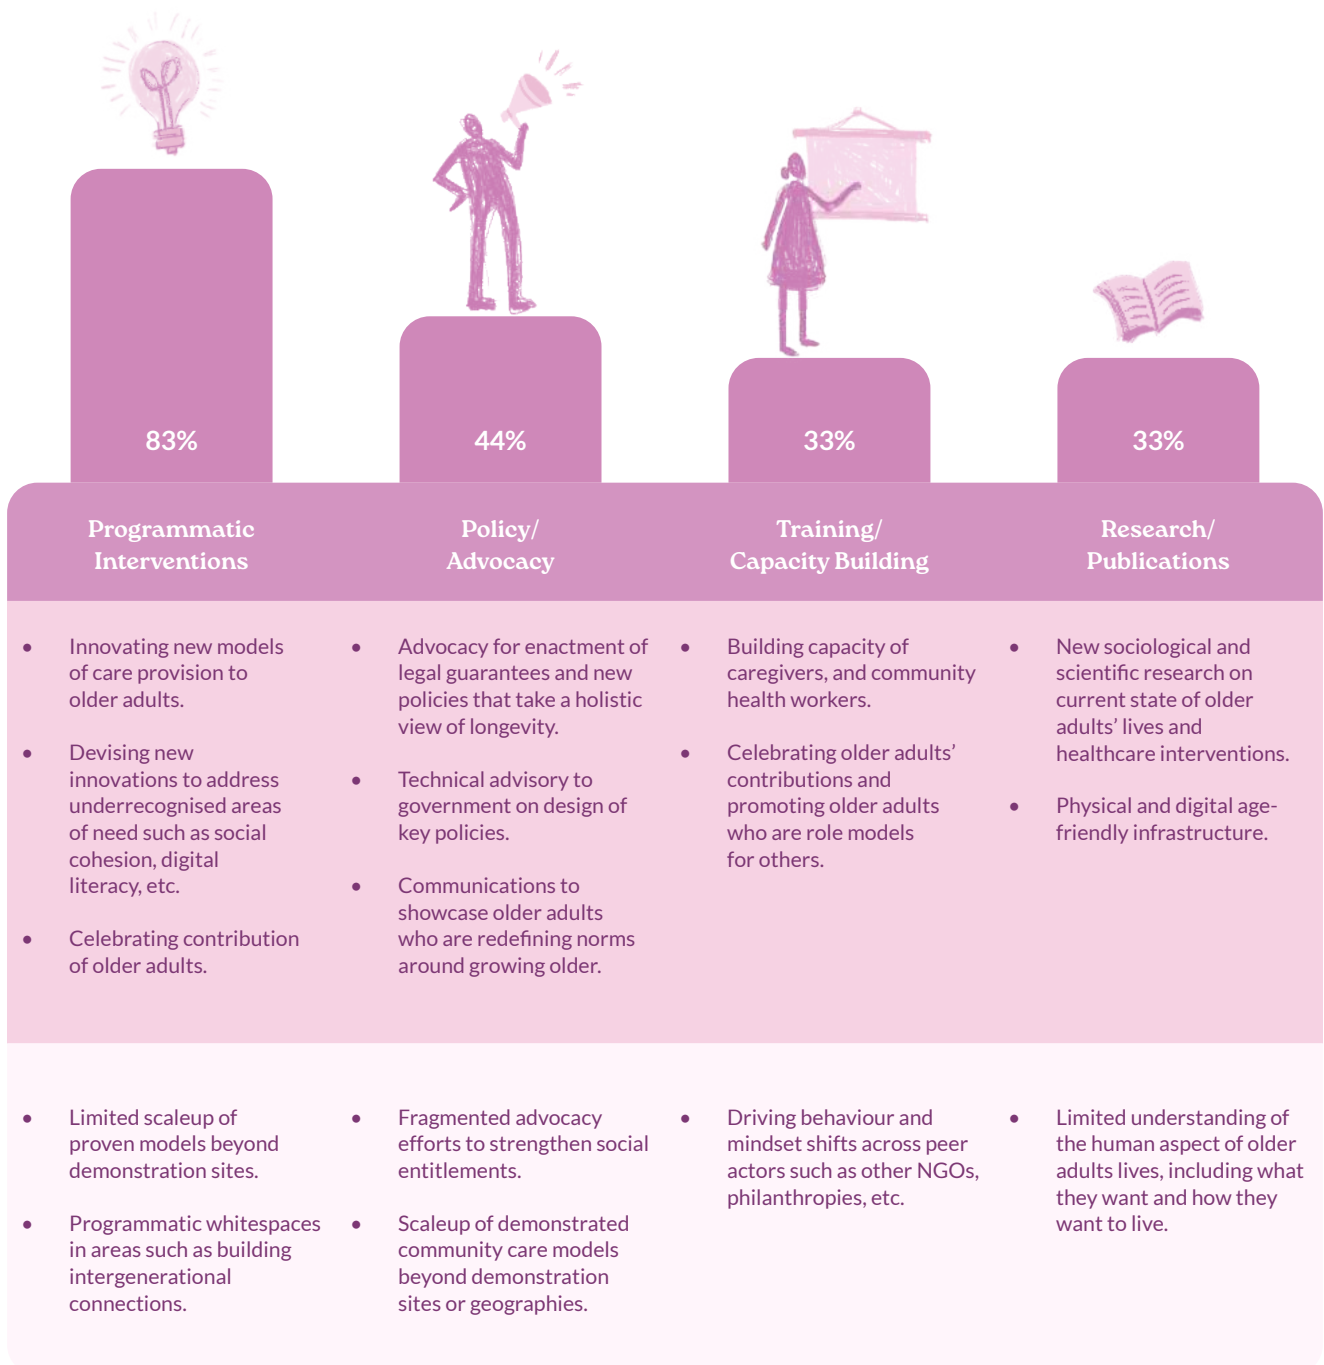 83%
44%
33%
33%
Programmatic
Interventions
Policy/
Advocacy
Training/
Capacity Building
Research/
Publications
• Innovating new models
of care provision to
older adults.
• Devising new
innovations to address
underrecognised areas
of need such as social
cohesion, digital
literacy, etc.
• Celebrating contribution
of older adults.
• Advocacy for enactment of
legal guarantees and new
policies that take a holistic
view of longevity.
• Technical advisory to
government on design of
key policies.
• Communications to
showcase older adults
who are redefining norms
around growing older.
• Building capacity of
caregivers, and community
health workers.
• Celebrating older adults’
contributions and
promoting older adults
who are role models
for others.
• New sociological and
scientific research on
current state of older
adults’ lives and
healthcare interventions.
• Physical and digital age-
friendly infrastructure.
• Limited scaleup of
proven models beyond
demonstration sites.
• Programmatic whitespaces
in areas such as building
intergenerational
connections.
• Fragmented advocacy
efforts to strengthen social
entitlements.
• Scaleup of demonstrated
community care models
beyond demonstration
sites or geographies.
• Driving behaviour and
mindset shifts across peer
actors such as other NGOs,
philanthropies, etc.
• Limited understanding of
the human aspect of older
adults lives, including what
they want and how they
want to live.